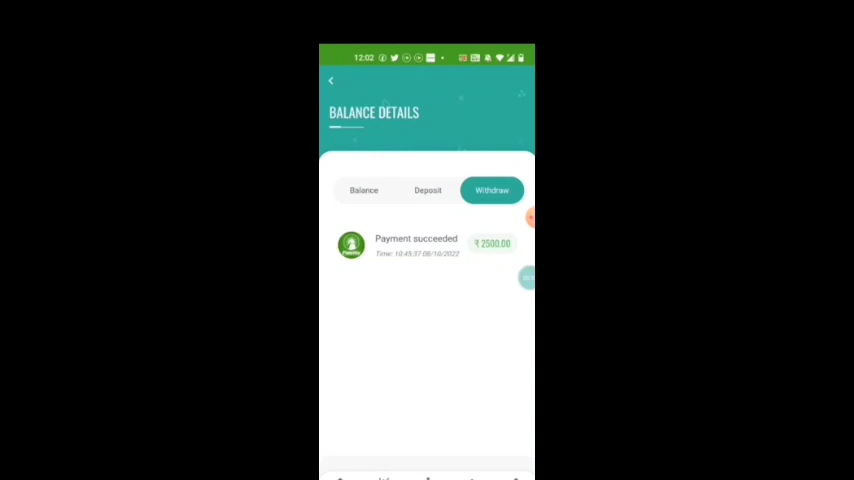 12:02
BALANCE DETAILS
Balance
Deposit
Withdraw
Payment succeeded
₹ 2500.00
Time: 10:45:37 08/10/2022